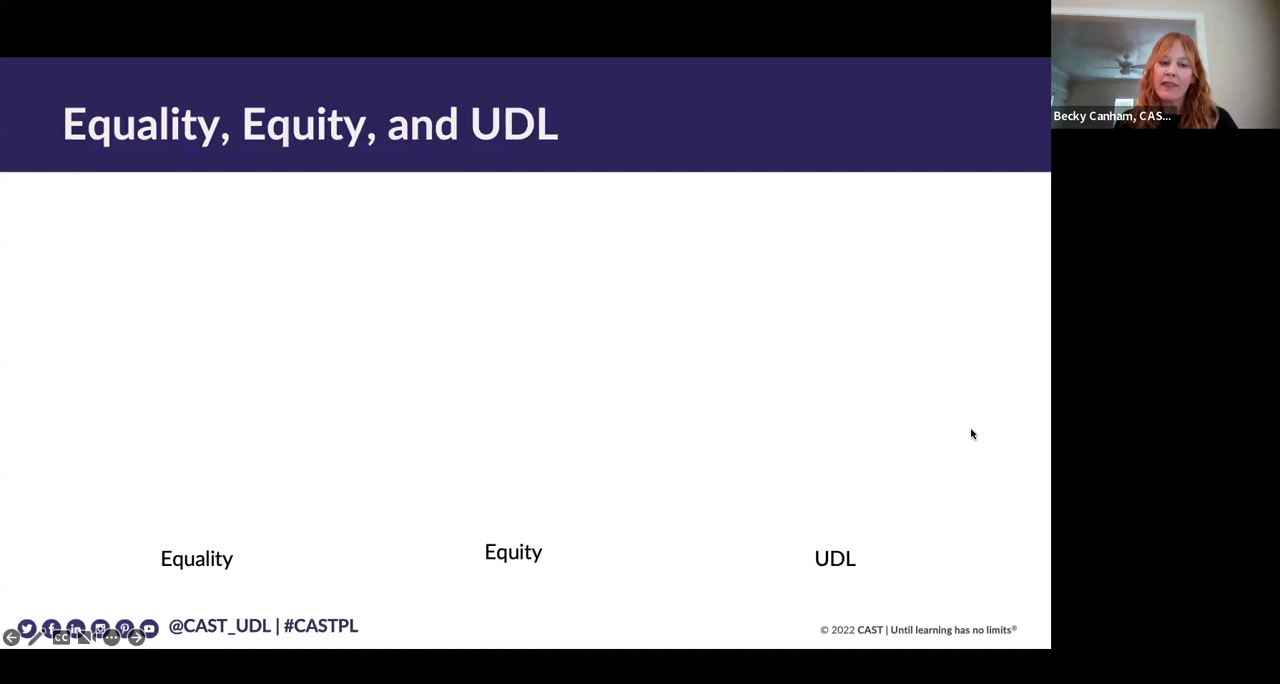 Equality, Equity, and UDL
Becky Canham, CAS...
Equality
Equity
UDL
@CAST_UDL | #CASTPL
© 2022 CAST | Until learning has no limits®